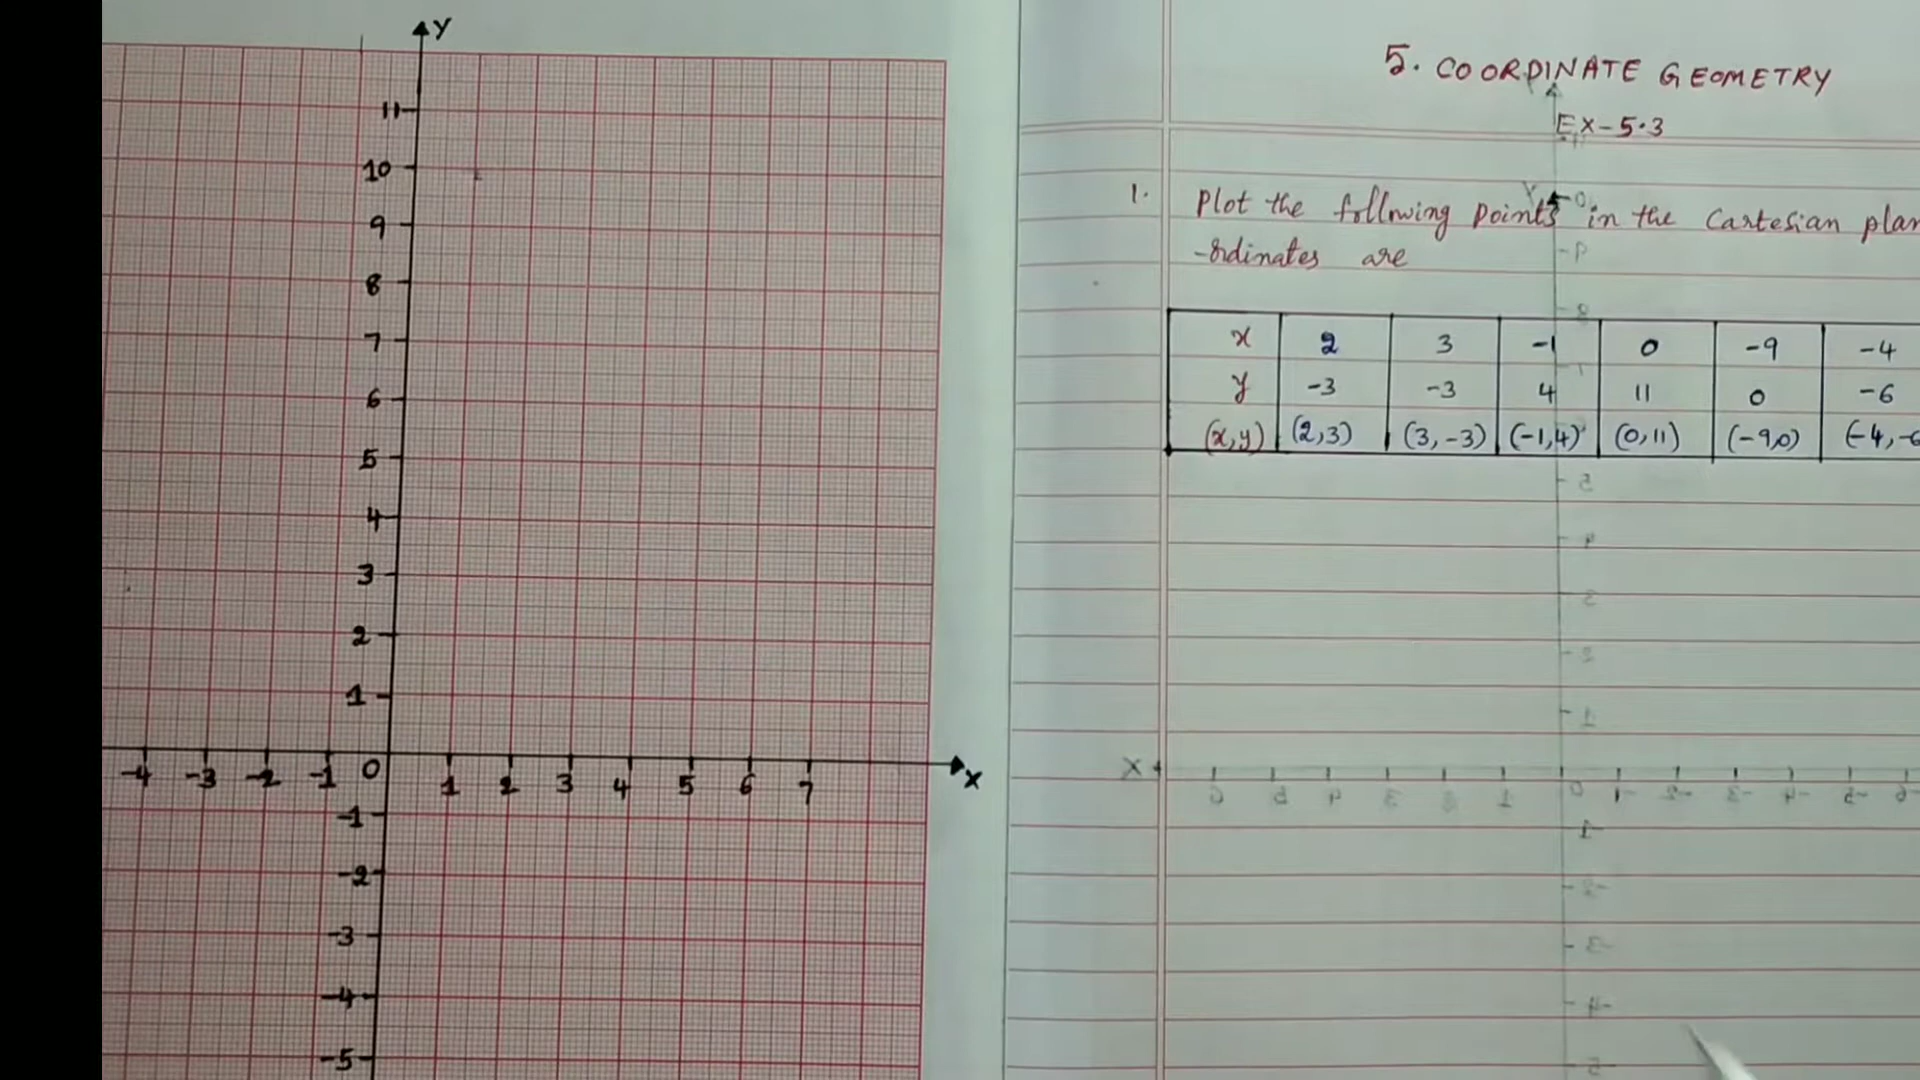 Y
11
10
9
8
7
6
5
4
3
2
1
-4 -3 -2 -1 0 1 2 3 4 5 6 7 X
-1
-2
-3
-4
-5
5. COORDINATE GEOMETRY
EX-5.3
1. Plot the following points in the Cartesian
-ordinates are
x 2 3 -1 0 -9 -4
y -3 -3 4 11 0 -6
(x,y) (2,3) (3,-3) (-1,4) (0,11) (-9,0) (-4,-6
X